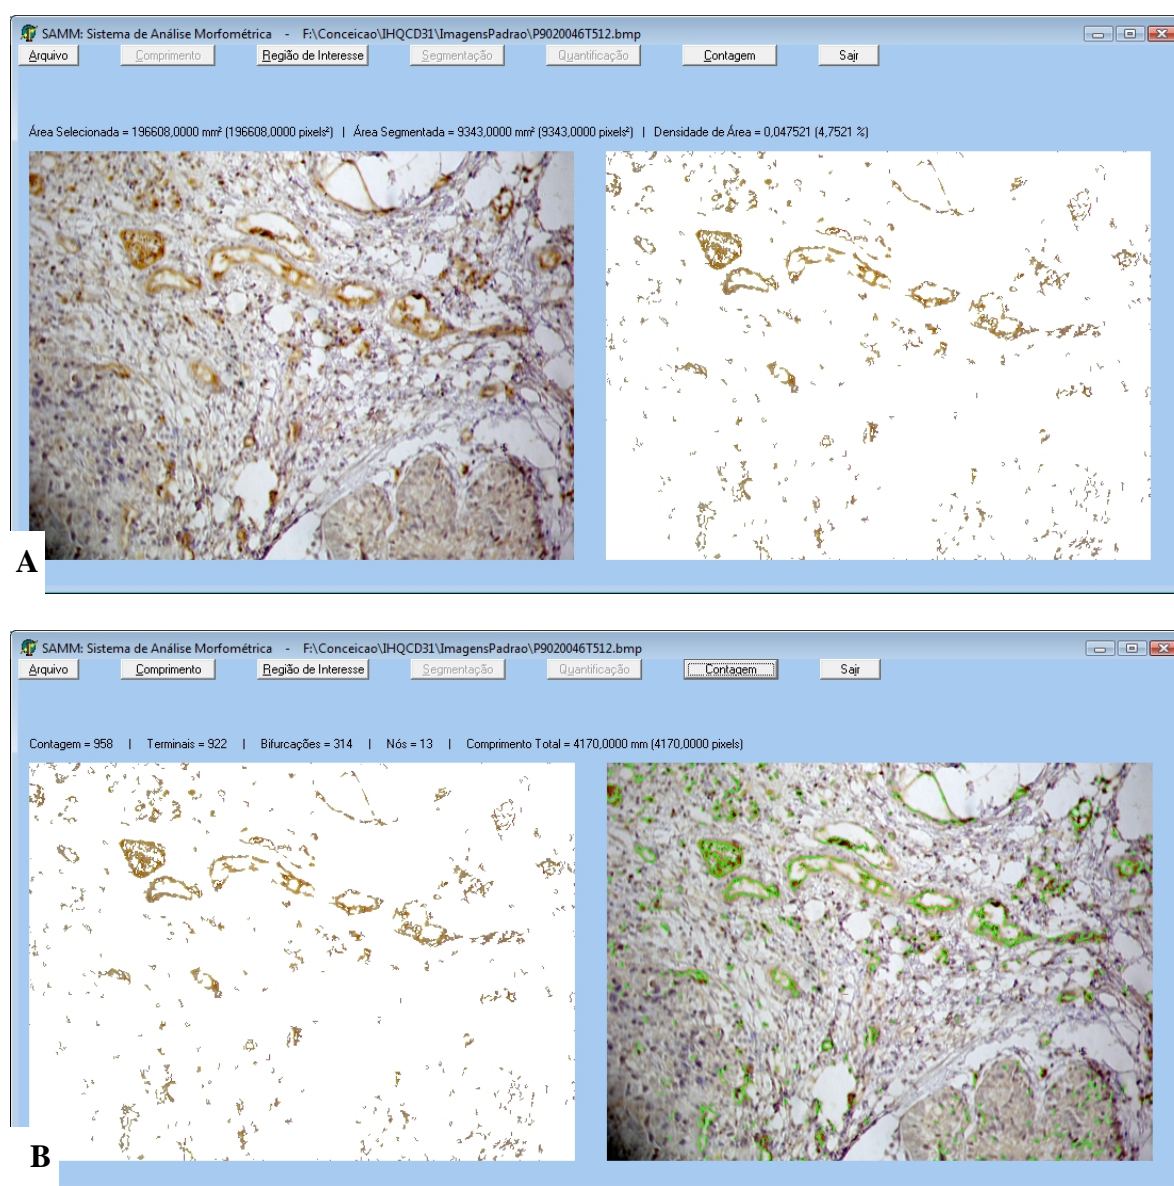 SAMM: Sistema de Análise Morfométrica - F:\Conceicao\IHQCD31\ImagensPadrao\P9020046T512.bmp
Arquivo Comprimento Região de Interesse Segmentação Quantificação Contagem Sair
Área Selecionada = 196608,0000 mm² (196608,0000 pixels²) | Área Segmentada = 9343,0000 mm² (9343,0000 pixels²) | Densidade de Área = 0,047521 (4,7521 %)
A
SAMM: Sistema de Análise Morfométrica - F:\Conceicao\IHQCD31\ImagensPadrao\P9020046T512.bmp
Arquivo Comprimento Região de Interesse Segmentação Quantificação Contagem Sair
Contagem = 958 | Terminais = 922 | Bifurcações = 314 | Nós = 13 | Comprimento Total = 4170,0000 mm (4170,0000 pixels)
B